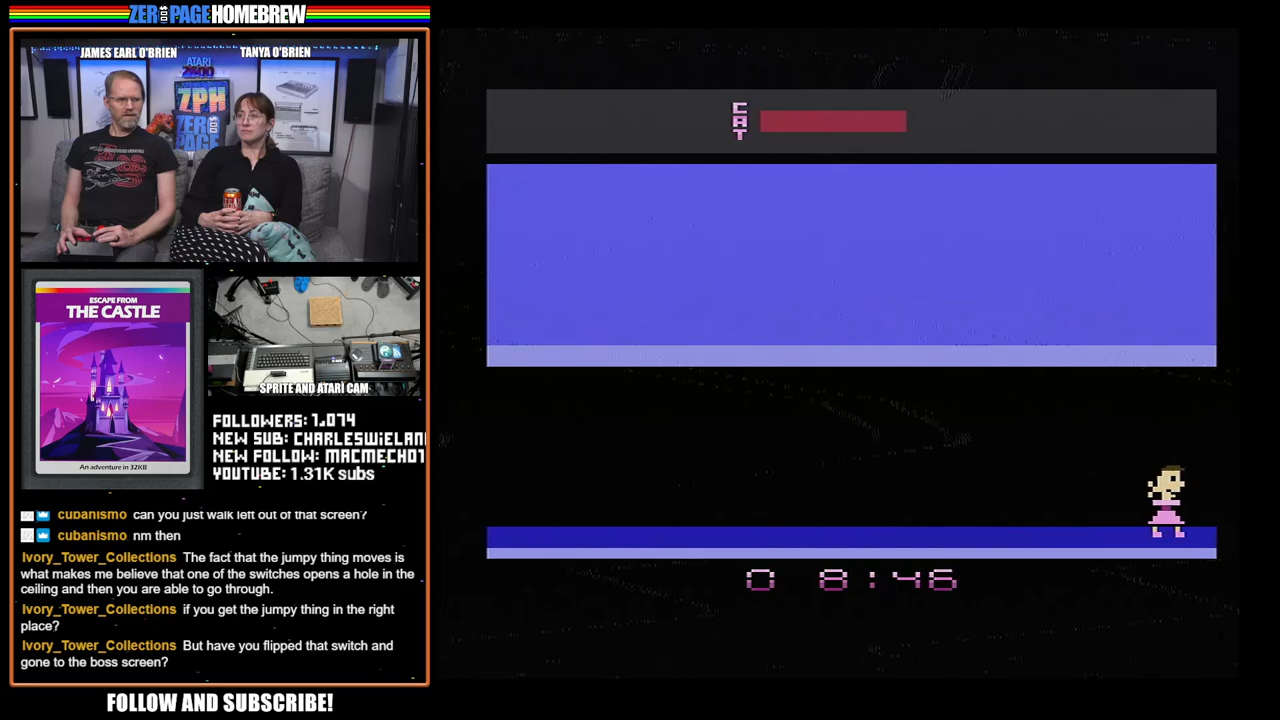 ZERO PAGE HOMEBREW
JAMES EARL O'BRIEN
TANYA O'BRIEN
ATARI
2600
ZPH
ZERO
PAGE
ESCAPE FROM
THE CASTLE
An adventure in 32KB
SPRITE AND ATARI CAM
FOLLOWERS: 1,074
NEW SUB: CHARLESWIELAN
NEW FOLLOW: MACMECHOT
YOUTUBE: 1.31K subs
cubanismo can you just walk left out of that screen?
cubanismo nm then
Ivory_Tower_Collections The fact that the jumpy thing moves is
what makes me believe that one of the switches opens a hole in the
ceiling and then you are able to go through.
Ivory_Tower_Collections if you get the jumpy thing in the right
place?
Ivory_Tower_Collections But have you flipped that switch and
gone to the boss screen?
FOLLOW AND SUBSCRIBE!
CAT
0 8:46